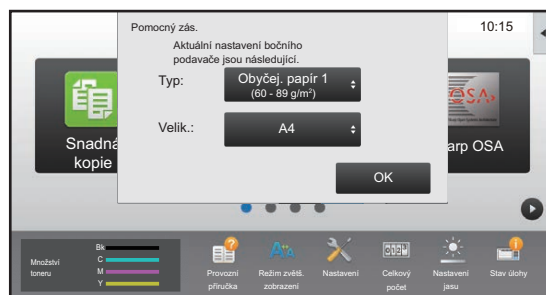 Pomocný zás.
10:15
Aktuální nastavení bočního
podavače jsou následující.
Typ:
Obyčej. papír 1
(60 - 89 g/m²)
Velik.:
A4
OK
Snadná
kopie
arp OSA
OSA
Množství
toneru
Bk
C
M
Y
Provozní
příručka
Režim zvětš.
zobrazení
Nastavení
Celkový
počet
Nastavení
jasu
Stav úlohy